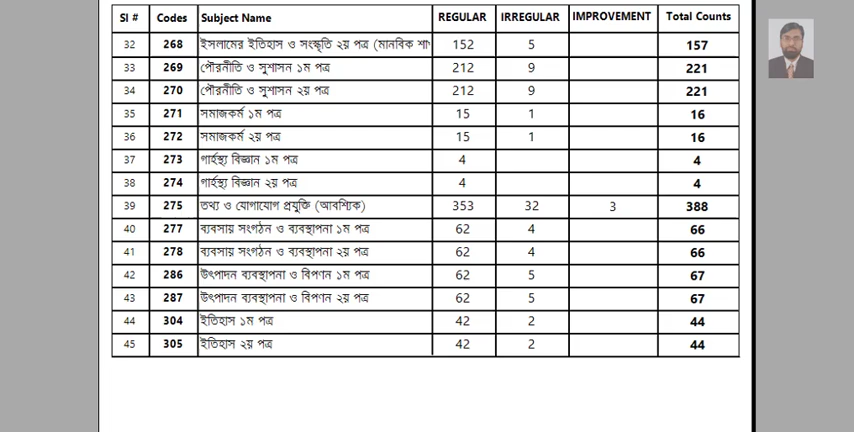 Sl # Codes Subject Name REGULAR IRREGULAR IMPROVEMENT Total Counts
32 268 ইসলামের ইতিহাস ও সংস্কৃতি ২য় পত্র (মানবিক 152 5 157
33 269 পৌরনীতি ও সুশাসন ১ম পত্র 212 9 221
34 270 পৌরনীতি ও সুশাসন ২য় পত্র 212 9 221
35 271 সমাজকর্ম ১ম পত্র 15 1 16
36 272 সমাজকর্ম ২য় পত্র 15 1 16
37 273 গার্হস্থ্য বিজ্ঞান ১ম পত্র 4 4
38 274 গার্হস্থ্য বিজ্ঞান ২য় পত্র 4 4
39 275 তথ্য ও যোগাযোগ প্রযুক্তি (আবশ্যিক) 353 32 3 388
40 277 ব্যবসায় সংগঠন ও ব্যবস্থাপনা ১ম পত্র 62 4 66
41 278 ব্যবসায় সংগঠন ও ব্যবস্থাপনা ২য় পত্র 62 4 66
42 286 উৎপাদন ব্যবস্থাপনা ও বিপণন ১ম পত্র 62 5 67
43 287 উৎপাদন ব্যবস্থাপনা ও বিপণন ২য় পত্র 62 5 67
44 304 ইতিহাস ১ম পত্র 42 2 44
45 305 ইতিহাস ২য় পত্র 42 2 44